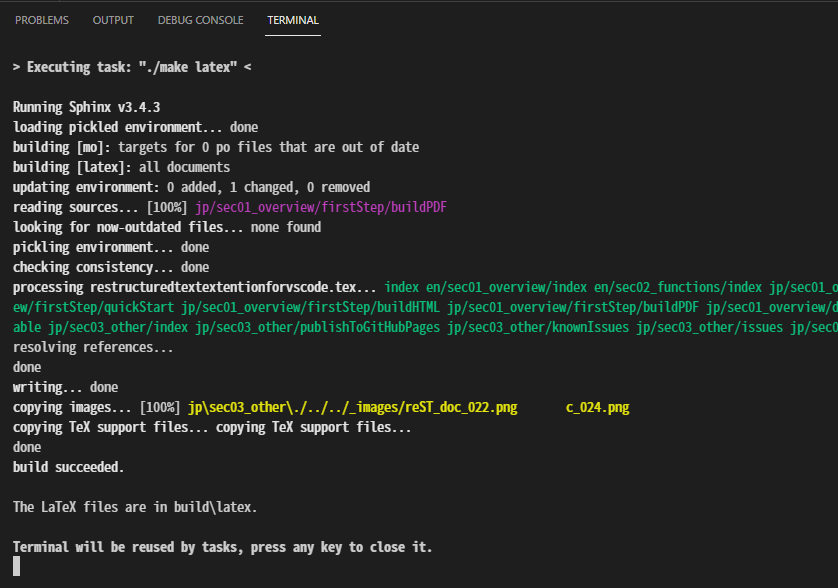 PROBLEMS OUTPUT DEBUG CONSOLE TERMINAL
> Executing task: "./make latex" <
Running Sphinx v3.4.3
loading pickled environment... done
building [mo]: targets for 0 po files that are out of date
building [latex]: all documents
updating environment: 0 added, 1 changed, 0 removed
reading sources... [100%] jp/sec01_overview/firstStep/buildPDF
looking for now-outdated files... none found
pickling environment... done
checking consistency... done
processing restructuredtextextentionforvscode.tex... index en/sec01_overview/index en/sec02_functions/index jp/sec01_o
ew/firstStep/quickStart jp/sec01_overview/firstStep/buildHTML jp/sec01_overview/firstStep/buildPDF jp/sec01_overview/d
able jp/sec03_other/index jp/sec03_other/publishToGitHubPages jp/sec03_other/knownIssues jp/sec03_other/issues jp/sec0
resolving references...
done
writing... done
copying images... [100%] jp\sec03_other\./../../_images/reST_doc_022.png c_024.png
copying TeX support files... copying TeX support files...
done
build succeeded.
The LaTeX files are in build\latex.
Terminal will be reused by tasks, press any key to close it.